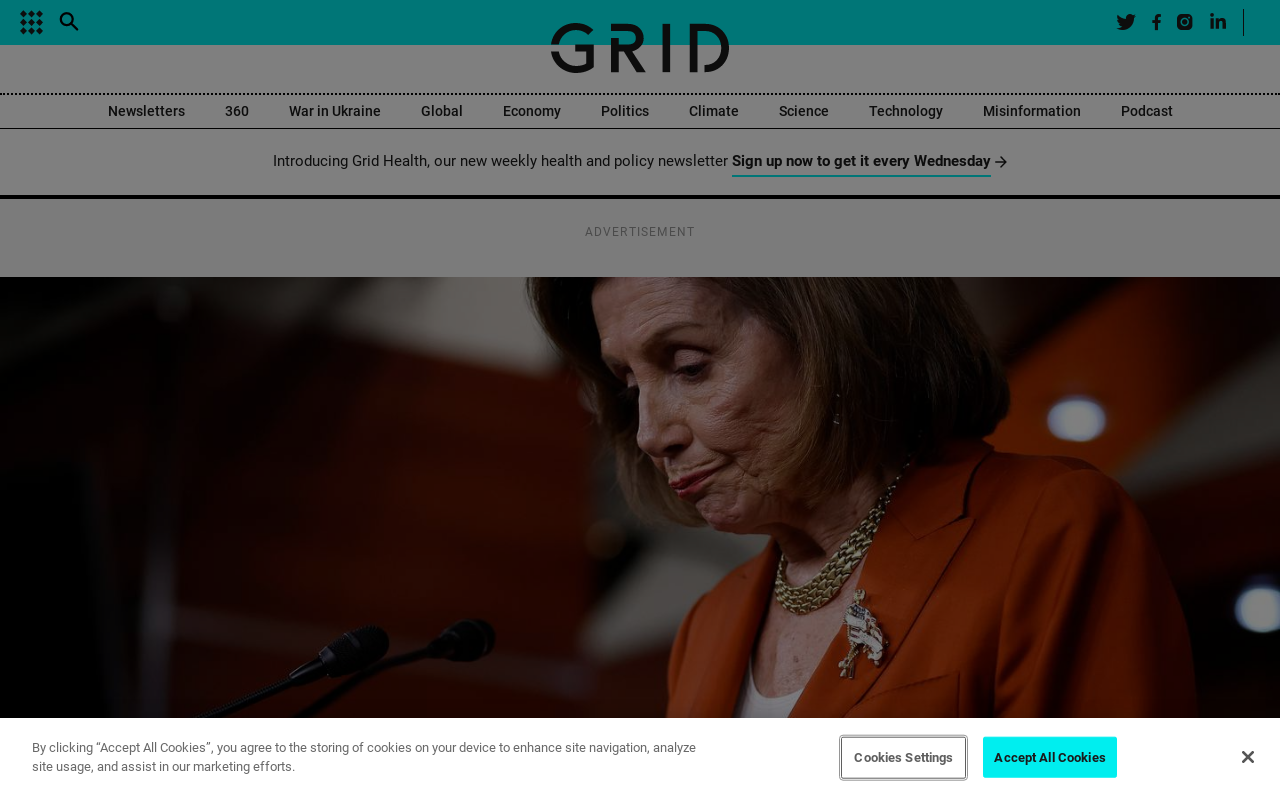 GRID
Newsletters 360 War in Ukraine Global Economy Politics Climate Science Technology Misinformation Podcast
Introducing Grid Health, our new weekly health and policy newsletter Sign up now to get it every Wednesday
ADVERTISEMENT
By clicking “Accept All Cookies”, you agree to the storing of cookies on your device to enhance site navigation, analyze
site usage, and assist in our marketing efforts.
Cookies Settings
Accept All Cookies